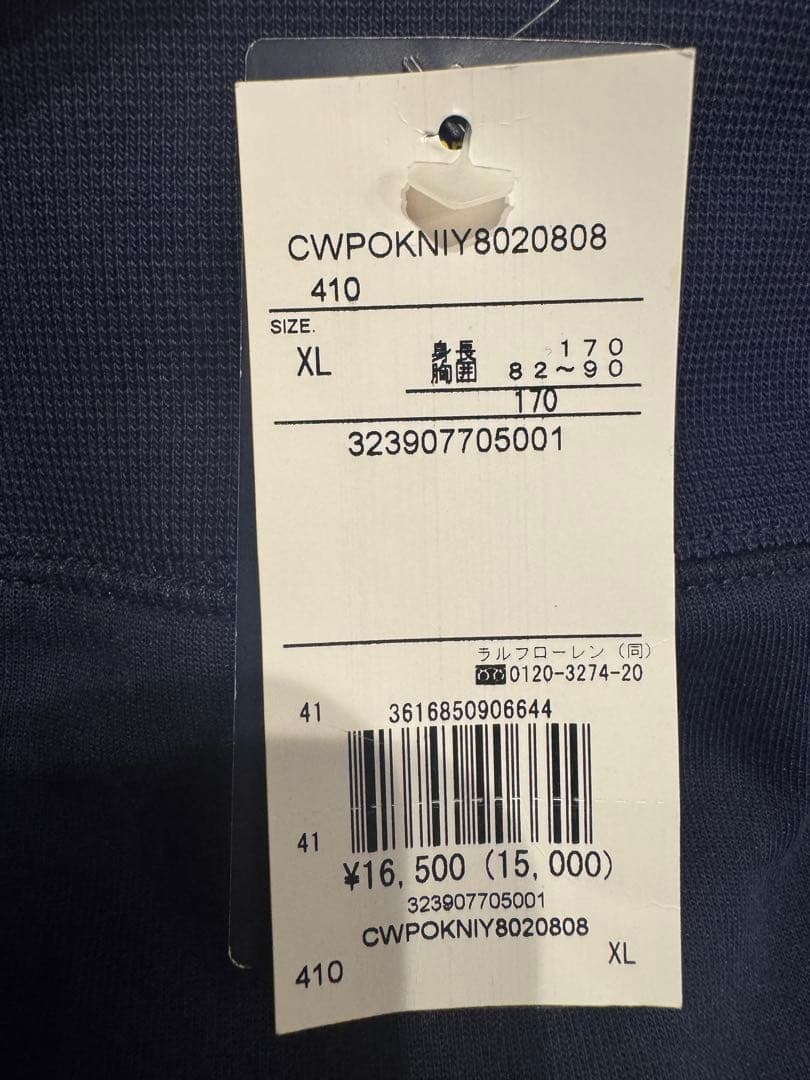 CWPOKNIY8020808
410
SIZE.
XL
身長 170
胸囲 82～90
170
323907705001
ラルフローレン（同）
0120-3274-20
41 3616850906644
41
¥16,500 (15,000)
323907705001
CWPOKNIY8020808
410 XL